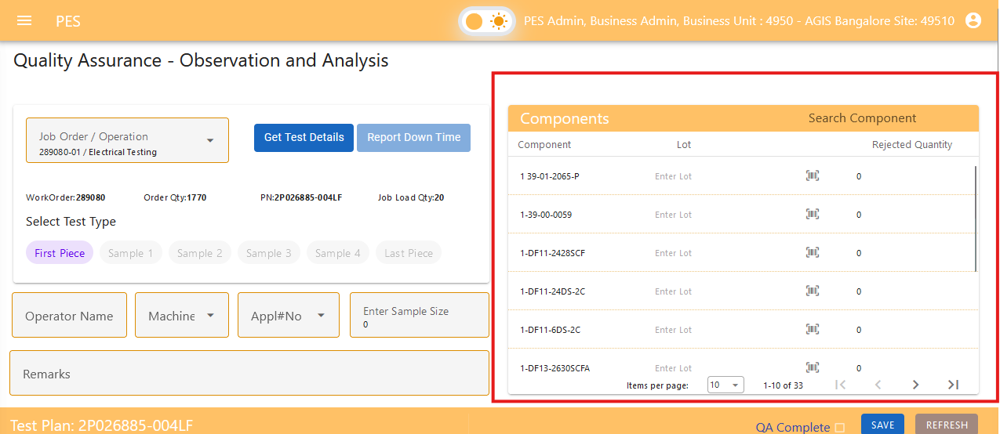 PES
PES Admin, Business Admin, Business Unit : 4950 - AGIS Bangalore Site: 49510
Quality Assurance - Observation and Analysis
Job Order / Operation
289080-01 / Electrical Testing
Get Test Details
Report Down Time
WorkOrder:289080
Order Qty:1770
PN:2P026885-004LF
Job Load Qty:20
Select Test Type
First Piece
Sample 1
Sample 2
Sample 3
Sample 4
Last Piece
Operator Name
Machine
Appl#No
Enter Sample Size
0
Remarks
Components
Search Component
Component Lot Rejected Quantity
1 39-01-2065-P Enter Lot 0
1-39-00-0059 Enter Lot 0
1-DF11-2428SCF Enter Lot 0
1-DF11-24DS-2C Enter Lot 0
1-DF11-6DS-2C Enter Lot 0
1-DF13-2630SCFA Enter Lot 0
Items per page: 10 1-10 of 33
Test Plan: 2P026885-004LF
QA Complete
SAVE
REFRESH